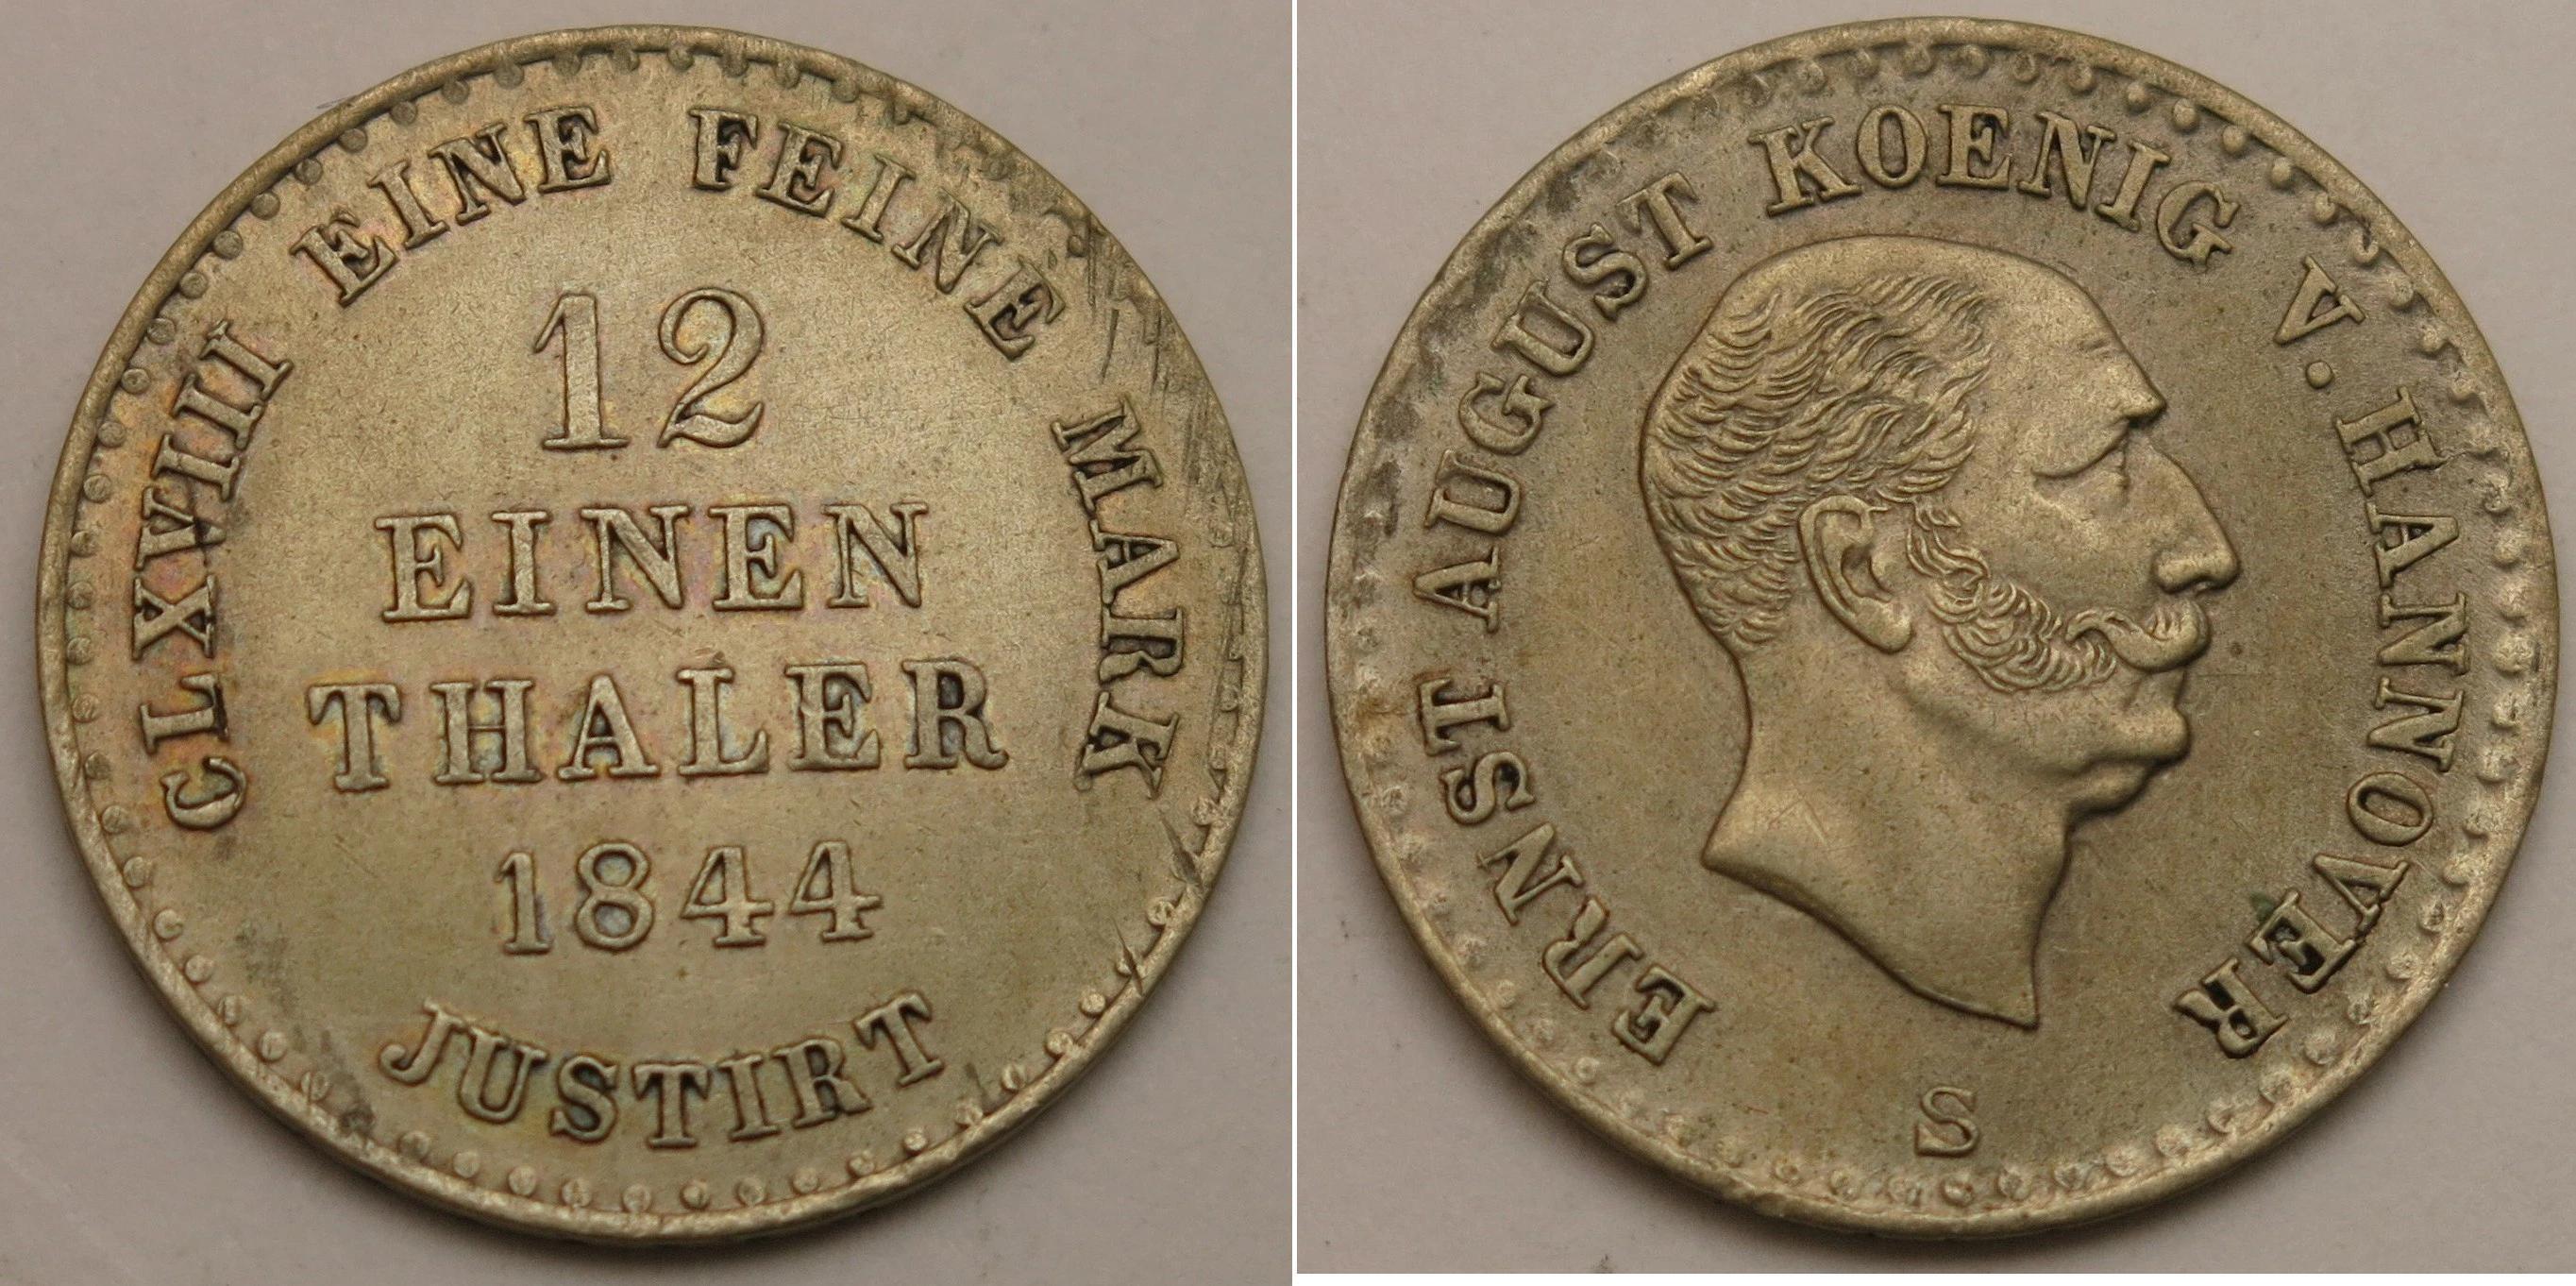 CLXVIII EINE FEINE MARK
12
EINEN
THALER
1844
JUSTIRT
ERNST AUGUST KOENIG V. HANNOVER
S